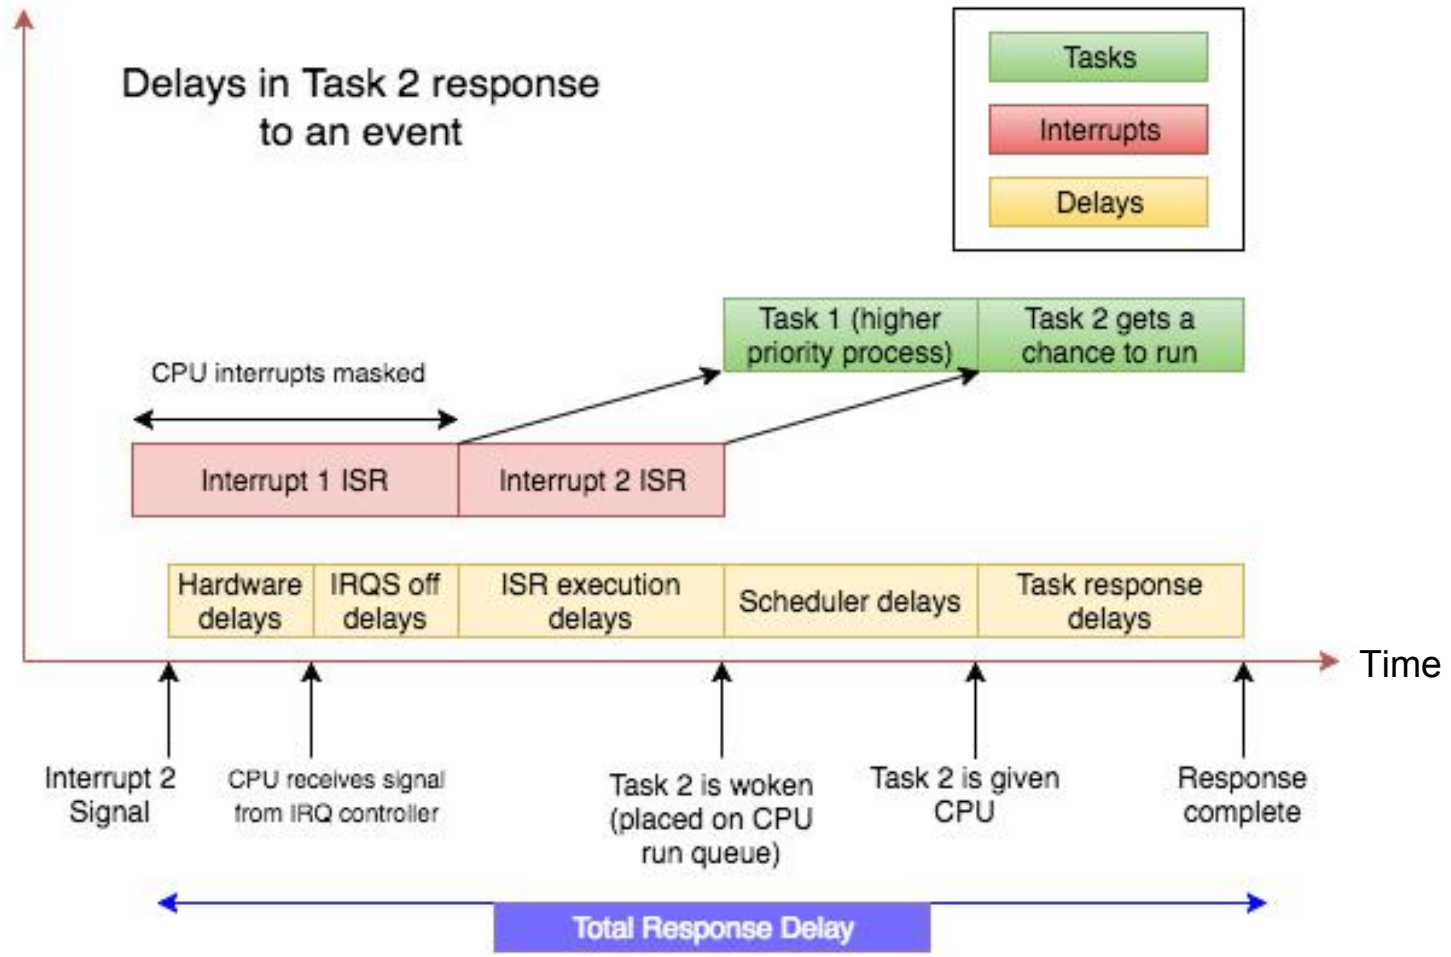 Delays in Task 2 response
to an event
Tasks
Interrupts
Delays
Task 1 (higher
priority process)
Task 2 gets a
chance to run
CPU interrupts masked
Interrupt 1 ISR
Interrupt 2 ISR
Hardware
delays
IRQS off
delays
ISR execution
delays
Scheduler delays
Task response
delays
Time
Interrupt 2
Signal
CPU receives signal
from IRQ controller
Task 2 is woken
(placed on CPU
run queue)
Task 2 is given
CPU
Response
complete
Total Response Delay